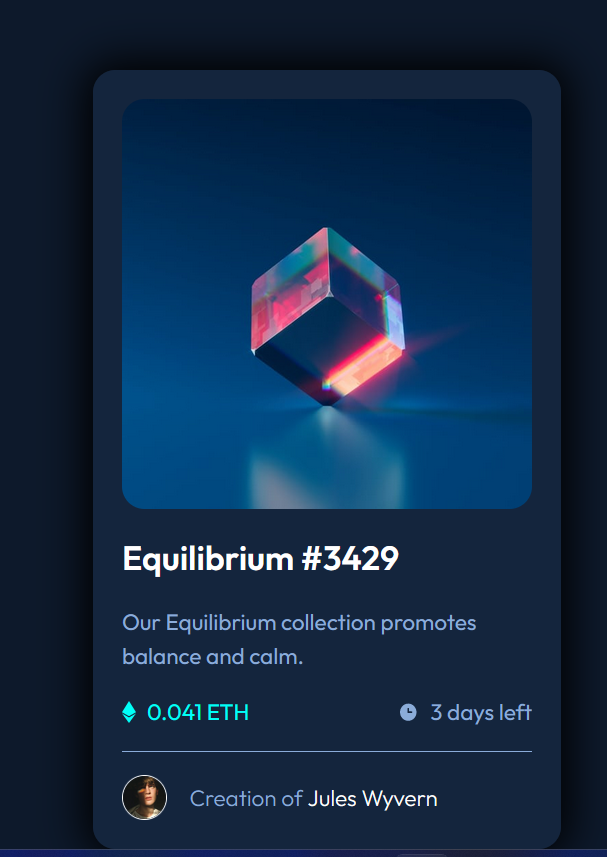 Equilibrium #3429
Our Equilibrium collection promotes
balance and calm.
0.041 ETH
3 days left
Creation of Jules Wyvern